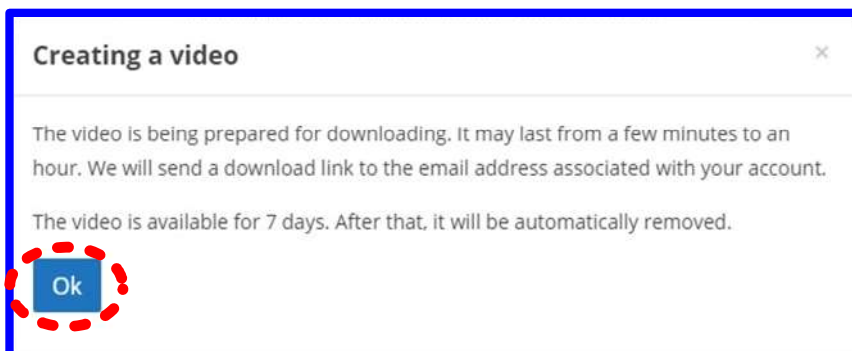 Creating a video
×
The video is being prepared for downloading. It may last from a few minutes to an
hour. We will send a download link to the email address associated with your account.
The video is available for 7 days. After that, it will be automatically removed.
Ok